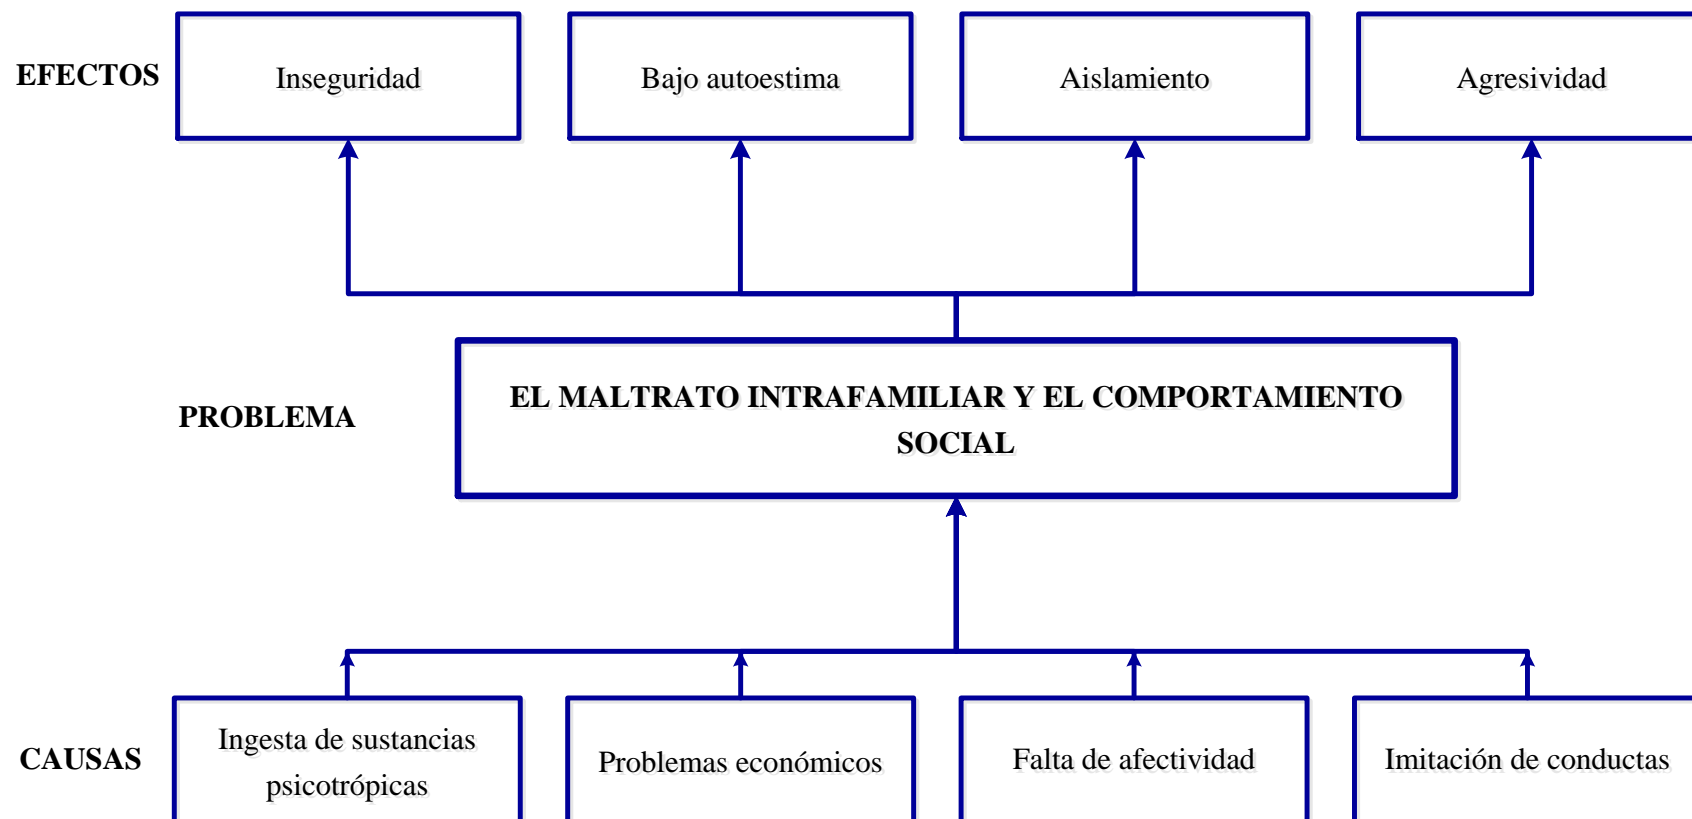 EFECTOS
Inseguridad
Bajo autoestima
Aislamiento
Agresividad
PROBLEMA
EL MALTRATO INTRAFAMILIAR Y EL COMPORTAMIENTO
SOCIAL
CAUSAS
Ingesta de sustancias
psicotrópicas
Problemas económicos
Falta de afectividad
Imitación de conductas